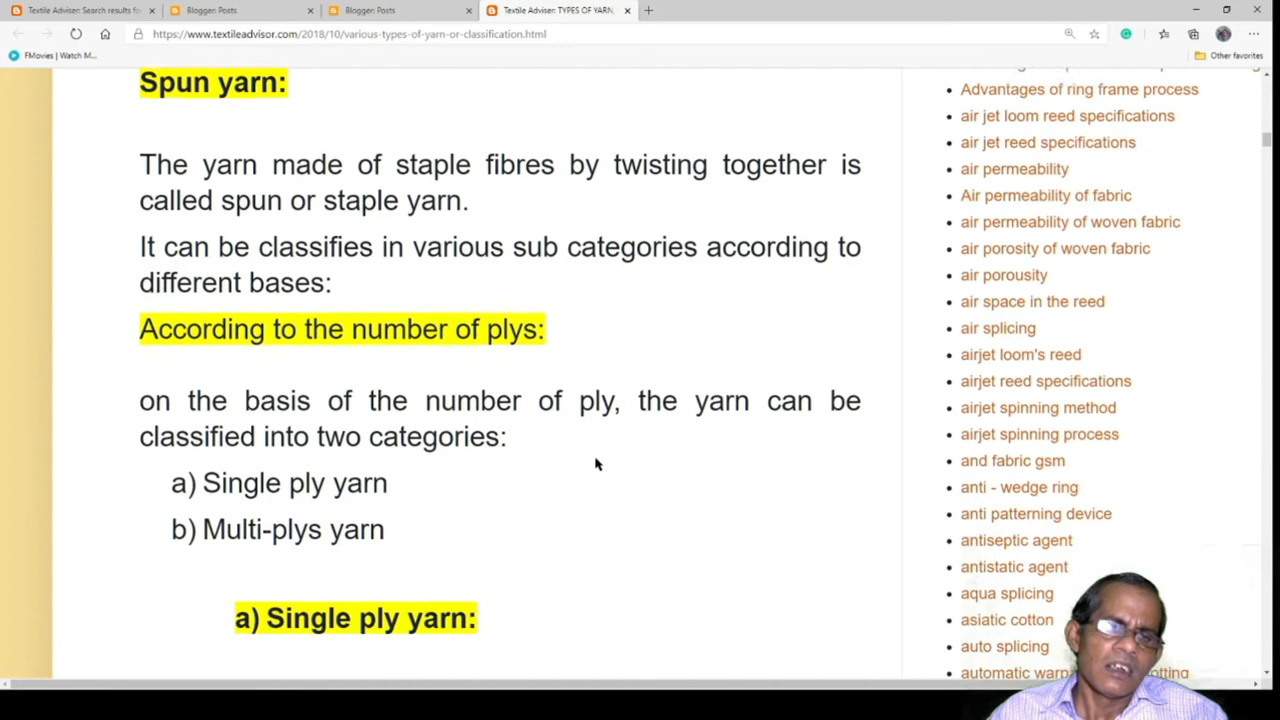 Textile Adviser: Search results fo
Blogger: Posts
Blogger: Posts
Textile Adviser: TYPES OF YARN,
https://www.textileadvisor.com/2018/10/various-types-of-yarn-or-classification.html
FMovies | Watch M...
Other favorites
Spun yarn:
The yarn made of staple fibres by twisting together is
called spun or staple yarn.
It can be classifies in various sub categories according to
different bases:
According to the number of plys:
on the basis of the number of ply, the yarn can be
classified into two categories:
a) Single ply yarn
b) Multi-plys yarn
a) Single ply yarn:
Advantages of ring frame process
air jet loom reed specifications
air jet reed specifications
air permeability
Air permeability of fabric
air permeability of woven fabric
air porosity of woven fabric
air porousity
air space in the reed
air splicing
airjet loom's reed
airjet reed specifications
airjet spinning method
airjet spinning process
and fabric gsm
anti - wedge ring
anti patterning device
antiseptic agent
antistatic agent
aqua splicing
asiatic cotton
auto splicing
automatic warp